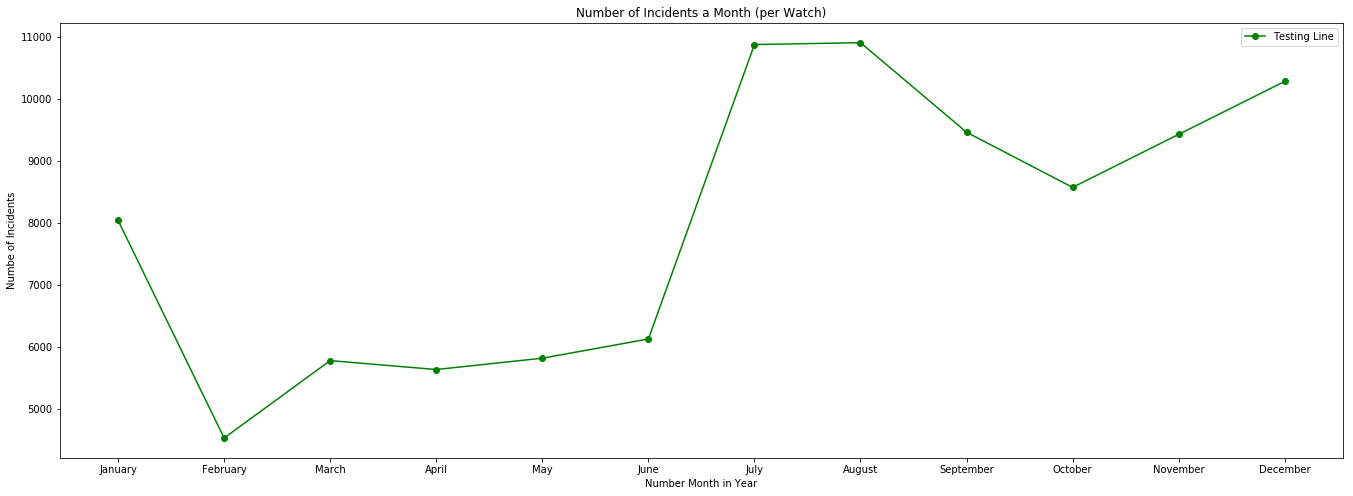 Number of Incidents a Month (per Watch)
Testing Line
11000
10000
9000
8000
7000
6000
5000
Numbe of Incidents
January February March April May June July August September October November December
Number Month in Year